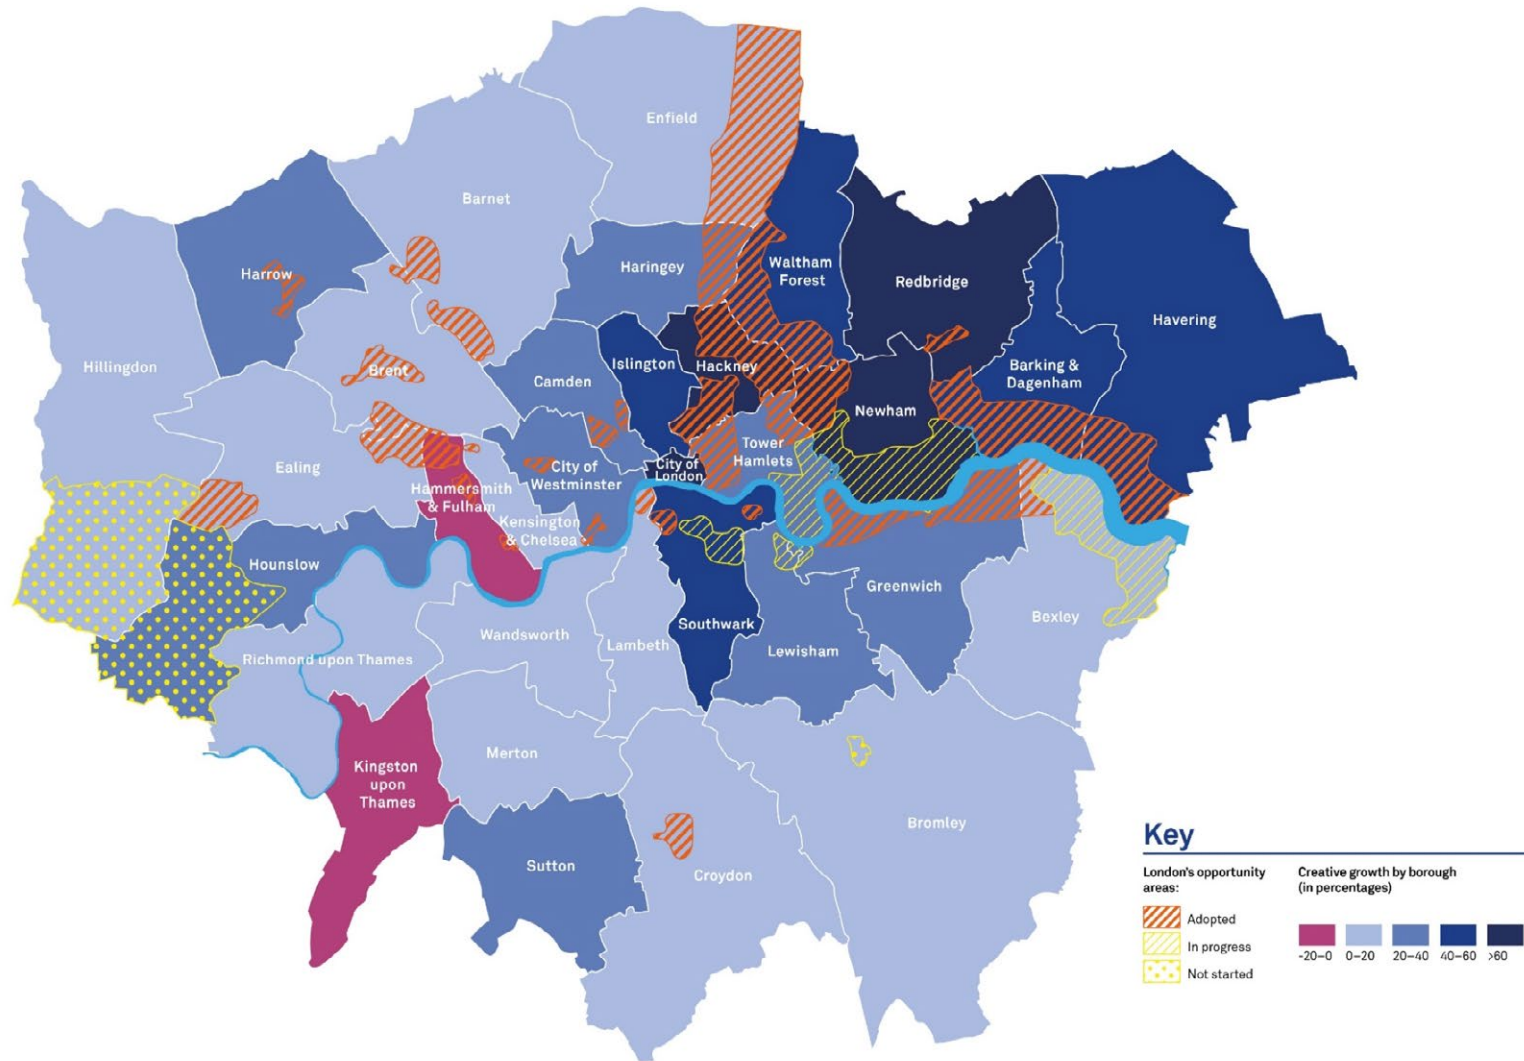 Enfield
Barnet
Harrow
Haringey
Waltham
Forest
Redbridge
Havering
Hillingdon
Brent
Camden
Islington
Hackney
Barking &
Dagenham
Newham
Ealing
Tower
Hamlets
City of
London
City of
Westminster
Hammersmith
& Fulham
Kensington
& Chelsea
Hounslow
Greenwich
Bexley
Southwark
Wandsworth
Lambeth
Lewisham
Richmond upon Thames
Merton
Kingston
upon
Thames
Sutton
Croydon
Bromley
Key
London's opportunity
areas:
Adopted
In progress
Not started
Creative growth by borough
(in percentages)
-20–0 0–20 20–40 40–60 >60